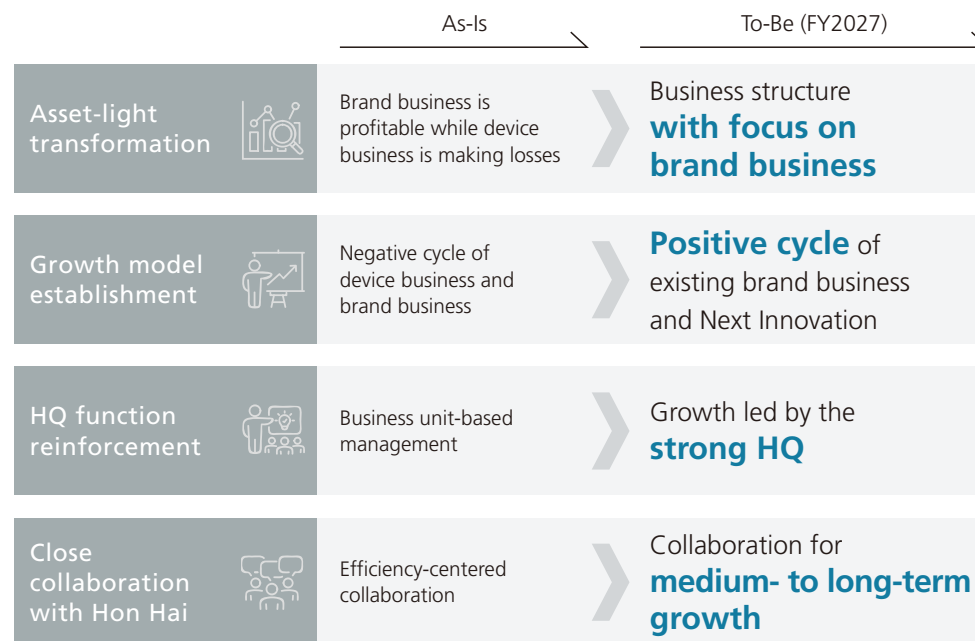 As-Is
To-Be (FY2027)
Asset-light
transformation
Brand business is
profitable while device
business is making losses
Business structure
with focus on
brand business
Growth model
establishment
Negative cycle of
device business and
brand business
Positive cycle of
existing brand business
and Next Innovation
HQ function
reinforcement
Business unit-based
management
Growth led by the
strong HQ
Close
collaboration
with Hon Hai
Efficiency-centered
collaboration
Collaboration for
medium- to long-term
growth